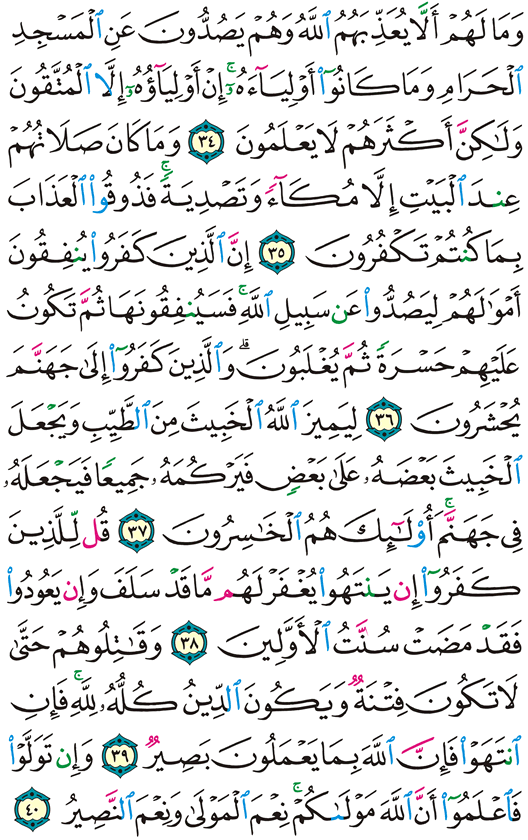 وَمَا لَهُمْ أَلَّا يُعَذِّبَهُمُ ٱللَّهُ وَهُمْ يَصُدُّونَ عَنِ ٱلْمَسْجِدِ
ٱلْحَرَامِ وَمَا كَانُوٓا۟ أَوْلِيَآءَهُۥٓ ۚ إِنْ أَوْلِيَآؤُهُۥٓ إِلَّا ٱلْمُتَّقُونَ
وَلَٰكِنَّ أَكْثَرَهُمْ لَا يَعْلَمُونَ ٣٤ وَمَا كَانَ صَلَاتُهُمْ
عِندَ ٱلْبَيْتِ إِلَّا مُكَآءً وَتَصْدِيَةً ۚ فَذُوقُوا۟ ٱلْعَذَابَ
بِمَا كُنتُمْ تَكْفُرُونَ ٣٥ إِنَّ ٱلَّذِينَ كَفَرُوا۟ يُنفِقُونَ
أَمْوَٰلَهُمْ لِيَصُدُّوا۟ عَن سَبِيلِ ٱللَّهِ ۚ فَسَيُنفِقُونَهَا ثُمَّ تَكُونُ
عَلَيْهِمْ حَسْرَةً ثُمَّ يُغْلَبُونَ ۗ وَٱلَّذِينَ كَفَرُوٓا۟ إِلَىٰ جَهَنَّمَ
يُحْشَرُونَ ٣٦ لِيَمِيزَ ٱللَّهُ ٱلْخَبِيثَ مِنَ ٱلطَّيِّبِ وَيَجْعَلَ
ٱلْخَبِيثَ بَعْضَهُۥ عَلَىٰ بَعْضٍ فَيَرْكُمَهُۥ جَمِيعًا فَيَجْعَلَهُۥ
فِى جَهَنَّمَ ۚ أُو۟لَٰٓئِكَ هُمُ ٱلْخَٰسِرُونَ ٣٧ قُل لِّلَّذِينَ
كَفَرُوٓا۟ إِن يَنتَهُوا۟ يُغْفَرْ لَهُم مَّا قَدْ سَلَفَ وَإِن يَعُودُوا۟
فَقَدْ مَضَتْ سُنَّتُ ٱلْأَوَّلِينَ ٣٨ وَقَٰتِلُوهُمْ حَتَّىٰ
لَا تَكُونَ فِتْنَةٌ وَيَكُونَ ٱلدِّينُ كُلُّهُۥ لِلَّهِ ۚ فَإِنِ
ٱنتَهَوْا۟ فَإِنَّ ٱللَّهَ بِمَا يَعْمَلُونَ بَصِيرٌ ٣٩ وَإِن تَوَلَّوْا۟
فَٱعْلَمُوٓا۟ أَنَّ ٱللَّهَ مَوْلَىٰكُمْ ۚ نِعْمَ ٱلْمَوْلَىٰ وَنِعْمَ ٱلنَّصِيرُ ٤٠